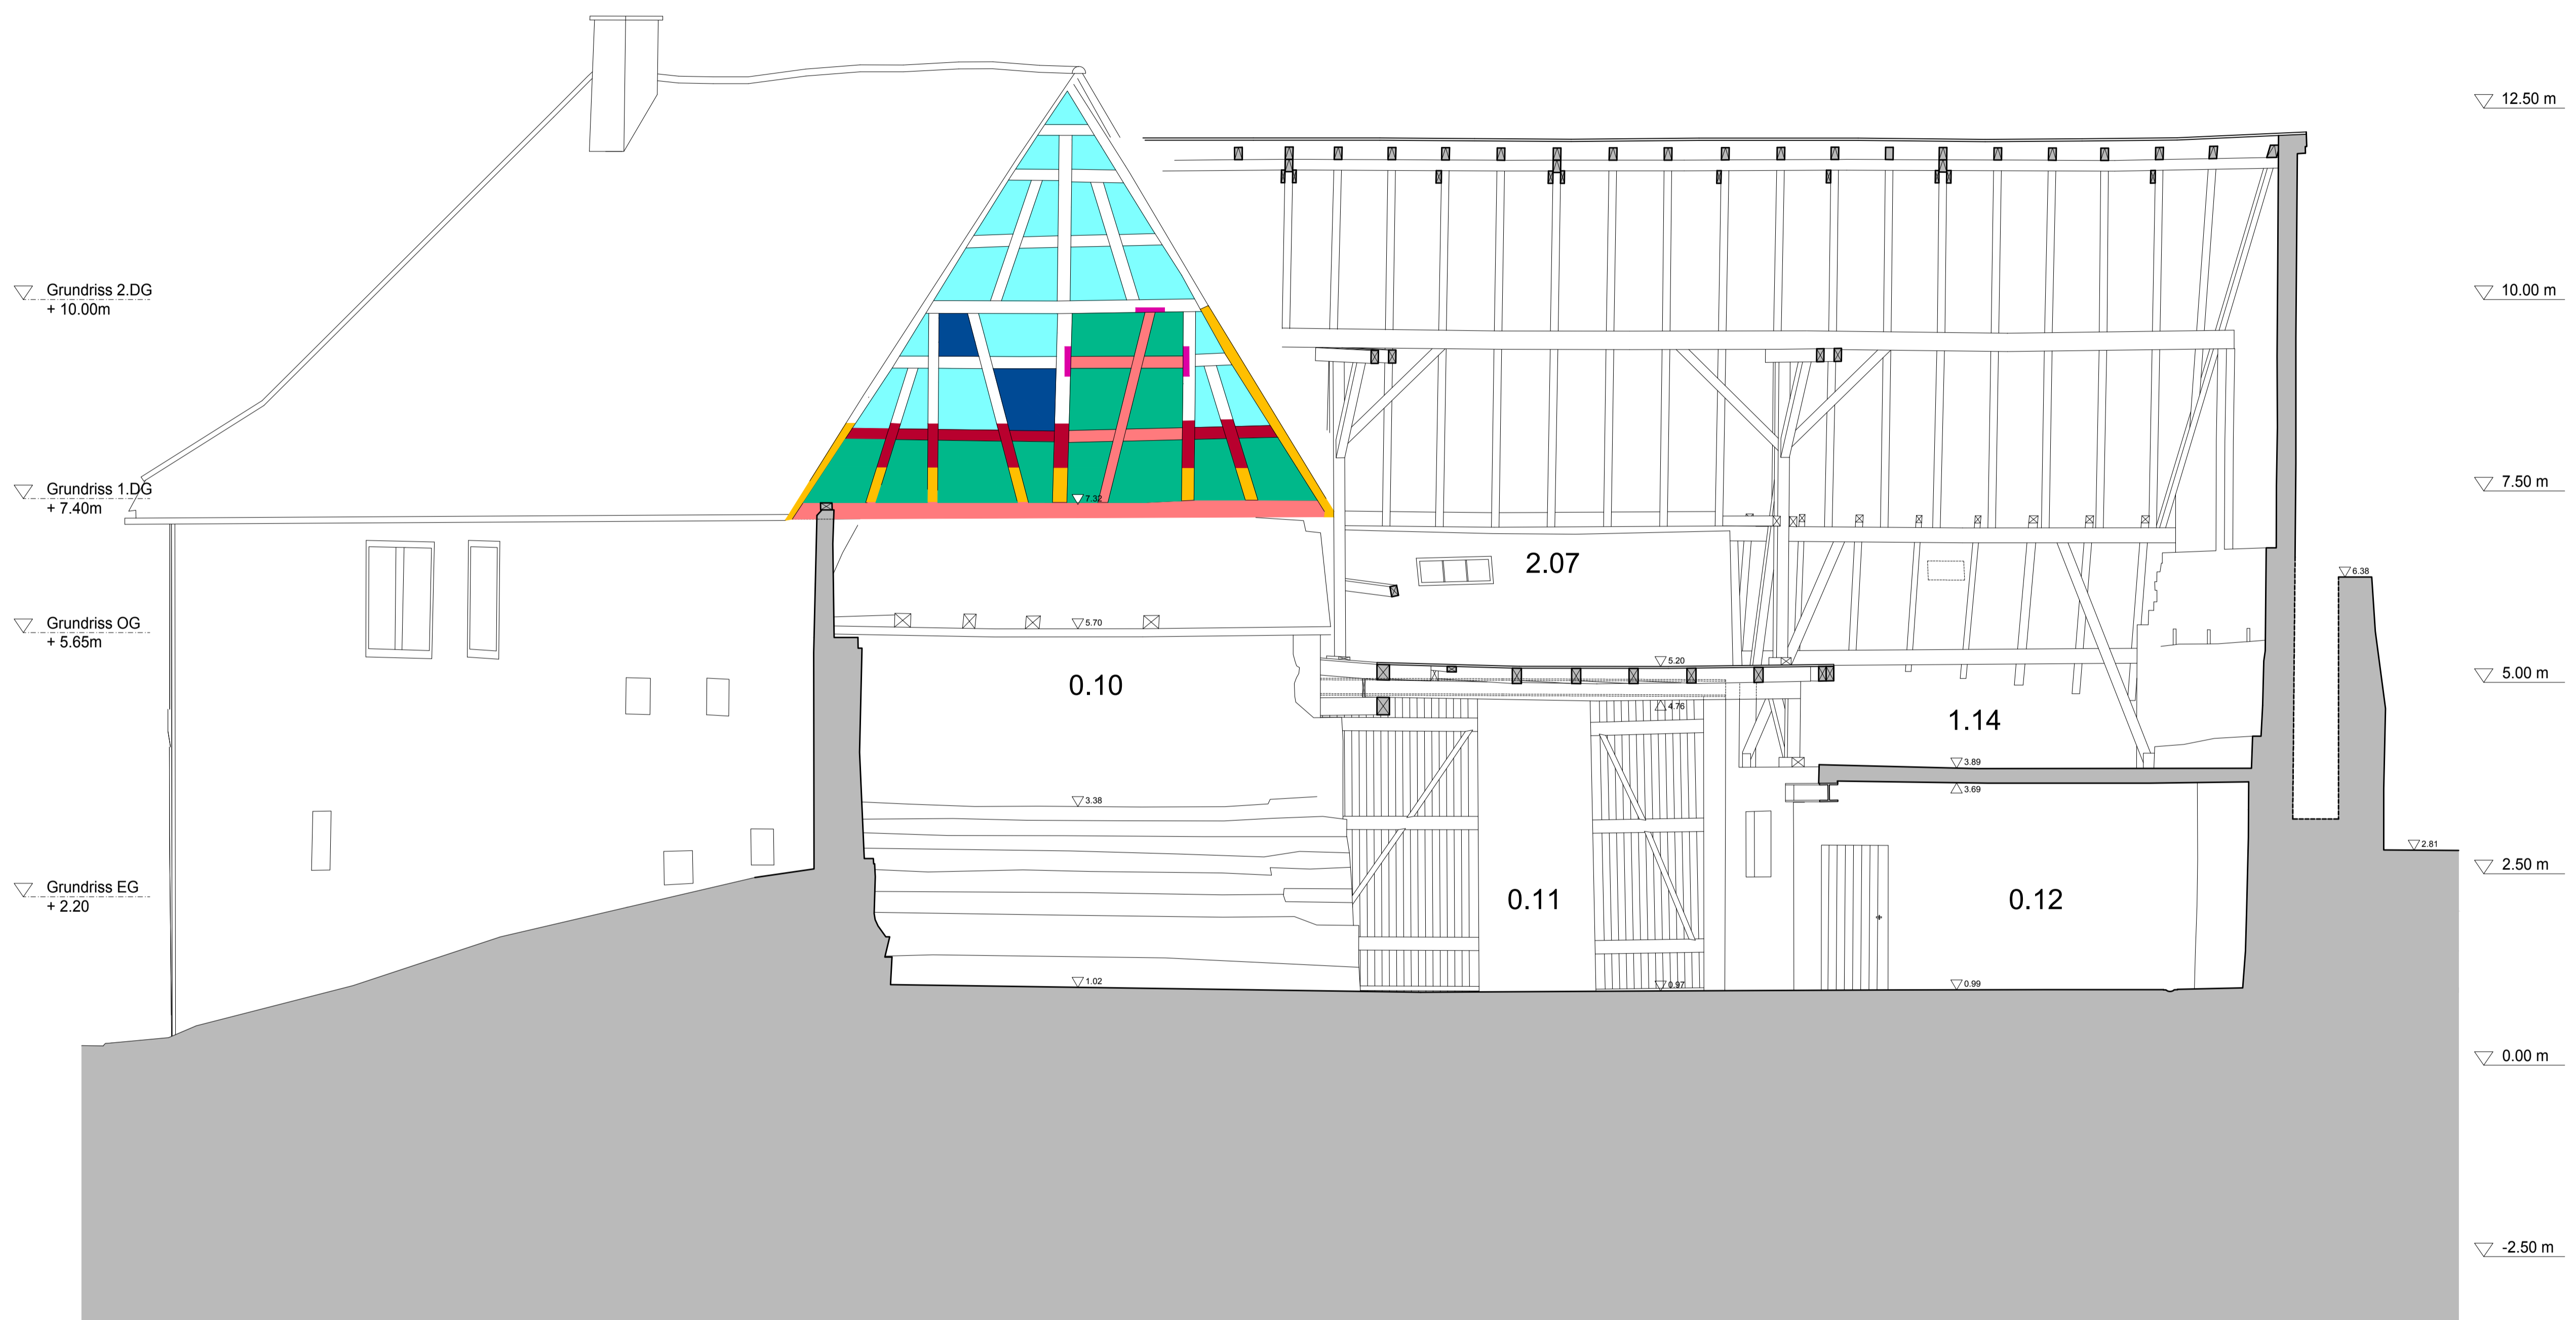 12.50 m
Grundriss 2.DG
+ 10.00m
10.00 m
Grundriss 1.DG
+ 7.40m
7.32
7.50 m
2.07
6.38
Grundriss OG
+ 5.65m
5.70
5.20
5.00 m
0.10
4.76
1.14
3.89
3.69
3.38
2.81
2.50 m
Grundriss EG
+ 2.20
0.11
0.12
1.02
0.97
0.99
0.00 m
-2.50 m